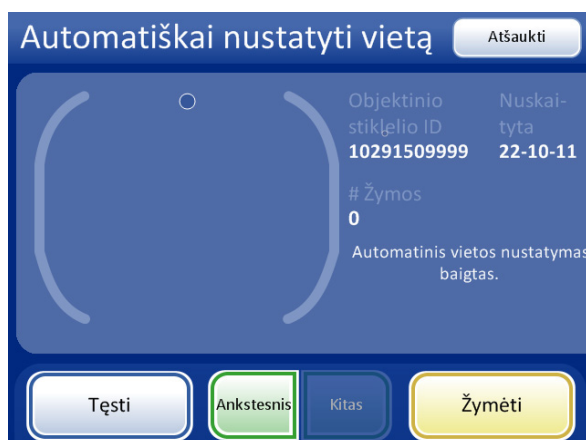 Automatiškai nustatyti vietą
Atšaukti
Objektinio
stiklelio ID
10291509999
Nuskai-
tyta
22-10-11
# Žymos
0
Automatinis vietos nustatymas
baigtas.
Tęsti
Ankstesnis
Kitas
Žymėti